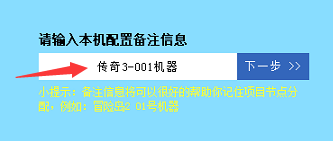 请输入本机配置备注信息
传奇3-001机器
下一步 >>
小提示：备注信息将可以很好的帮助你记住项目节点分
配，例如：冒险岛2 01号机器